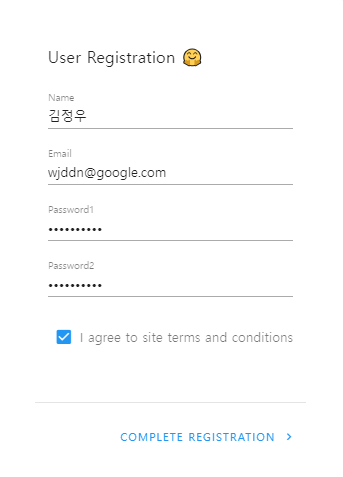 User Registration 🤗
Name
김정우
Email
wjddn@google.com
Password1
••••••••••
Password2
••••••••••
I agree to site terms and conditions
COMPLETE REGISTRATION >